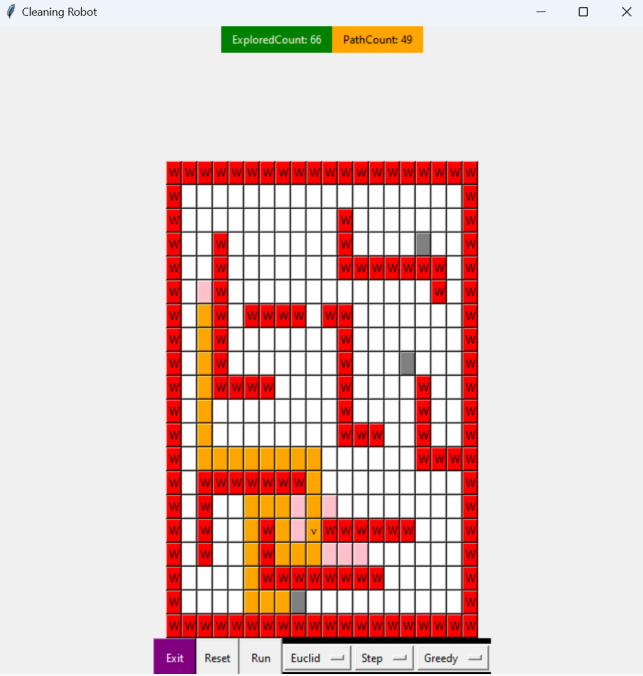 Cleaning Robot
ExploredCount: 66 PathCount: 49
W W W W W W W W W W W W W W W W W W W W
W W
W W W
W W W W
W W W W W W W W W W
W W W W
W W W W W W W W W
W W W W
W W W W
W W W W W W W W
W W W W
W W W W W W
W W W W W
W W W W W W W W W
W W W
W W W v W W W W W W W
W W W W
W W W W W W W W W W
W W
W W W W W W W W W W W W W W W W W W W W
Exit Reset Run Euclid Step Greedy